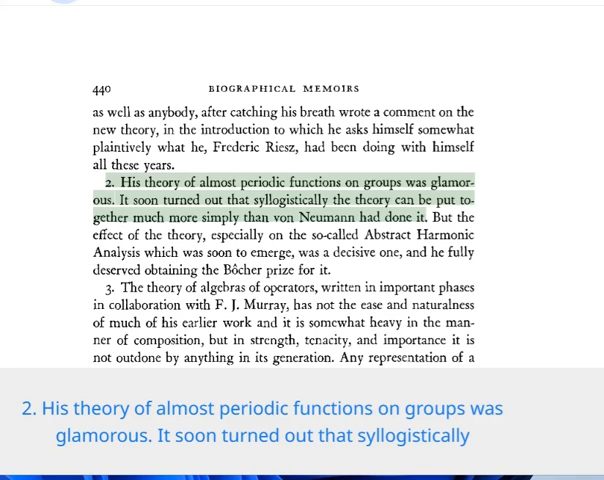 440 BIOGRAPHICAL MEMOIRS
as well as anybody, after catching his breath wrote a comment on the
new theory, in the introduction to which he asks himself somewhat
plaintively what he, Frederic Riesz, had been doing with himself
all these years.
2. His theory of almost periodic functions on groups was glamor-
ous. It soon turned out that syllogistically the theory can be put to-
gether much more simply than von Neumann had done it. But the
effect of the theory, especially on the so-called Abstract Harmonic
Analysis which was soon to emerge, was a decisive one, and he fully
deserved obtaining the Bôcher prize for it.
3. The theory of algebras of operators, written in important phases
in collaboration with F. J. Murray, has not the ease and naturalness
of much of his earlier work and it is somewhat heavy in the man-
ner of composition, but in strength, tenacity, and importance it is
not outdone by anything in its generation. Any representation of a
2. His theory of almost periodic functions on groups was
glamorous. It soon turned out that syllogistically